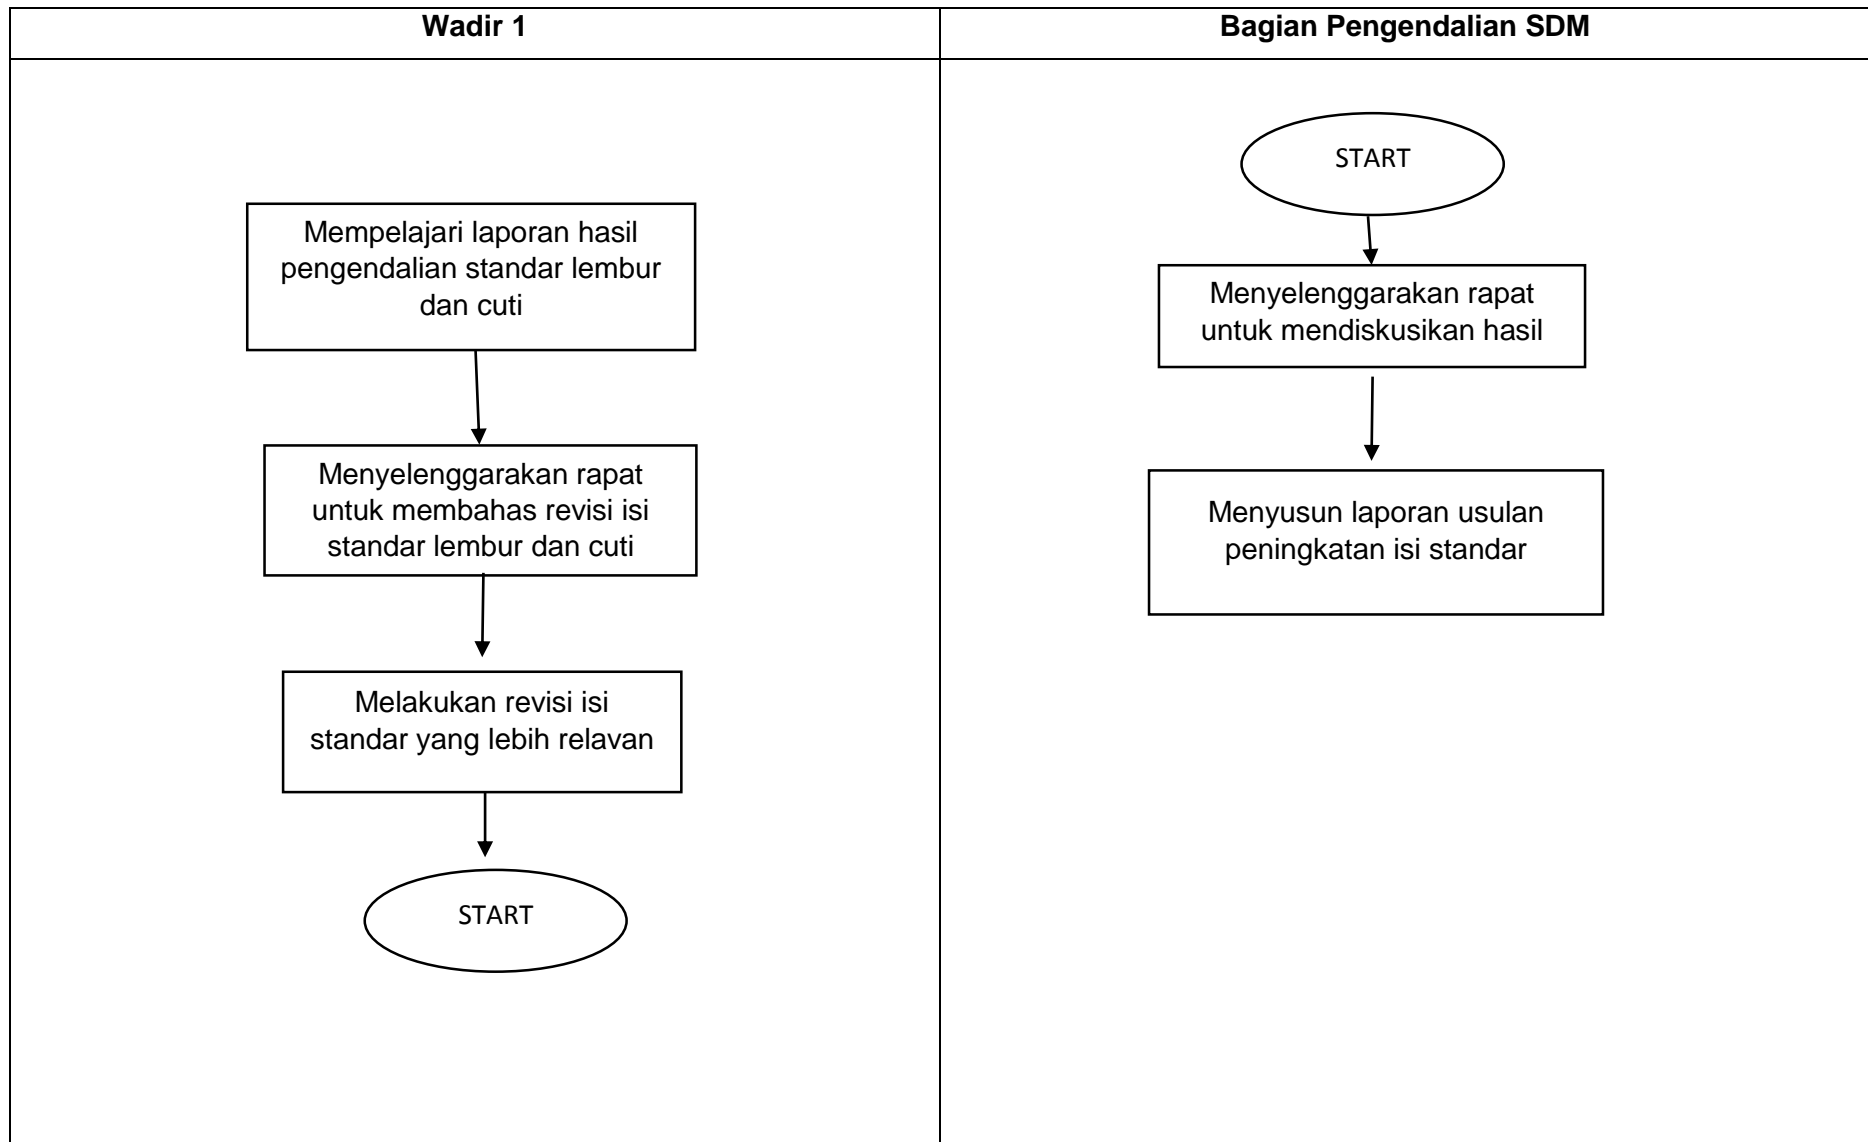 Wadir 1
Bagian Pengendalian SDM
Mempelajari laporan hasil
pengendalian standar lembur
dan cuti
Menyelenggarakan rapat
untuk membahas revisi isi
standar lembur dan cuti
Melakukan revisi isi
standar yang lebih relavan
START
START
Menyelenggarakan rapat
untuk mendiskusikan hasil
Menyusun laporan usulan
peningkatan isi standar